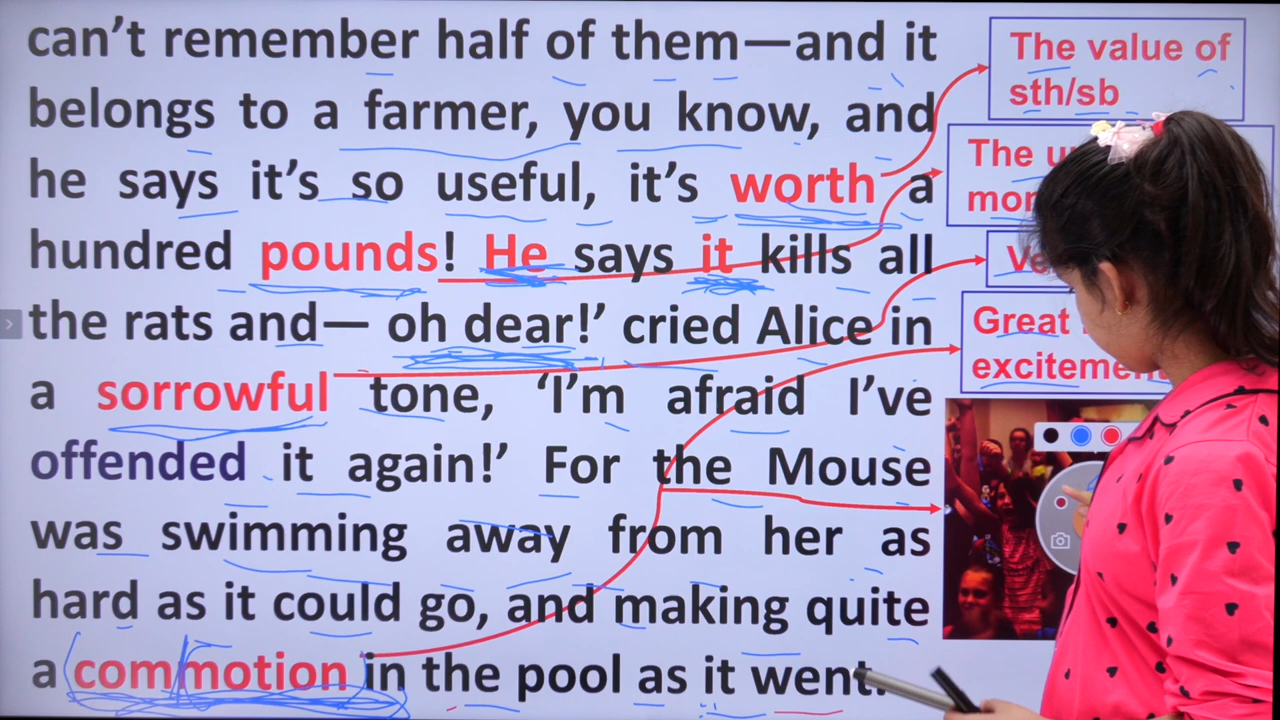 can’t remember half of them—and it
belongs to a farmer, you know, and
he says it’s so useful, it’s worth a
hundred pounds! He says it kills all
the rats and— oh dear!’ cried Alice in
a sorrowful tone, ‘I’m afraid I’ve
offended it again!’ For the Mouse
was swimming away from her as
hard as it could go, and making quite
a commotion in the pool as it went.
The value of
sth/sb
The
Great